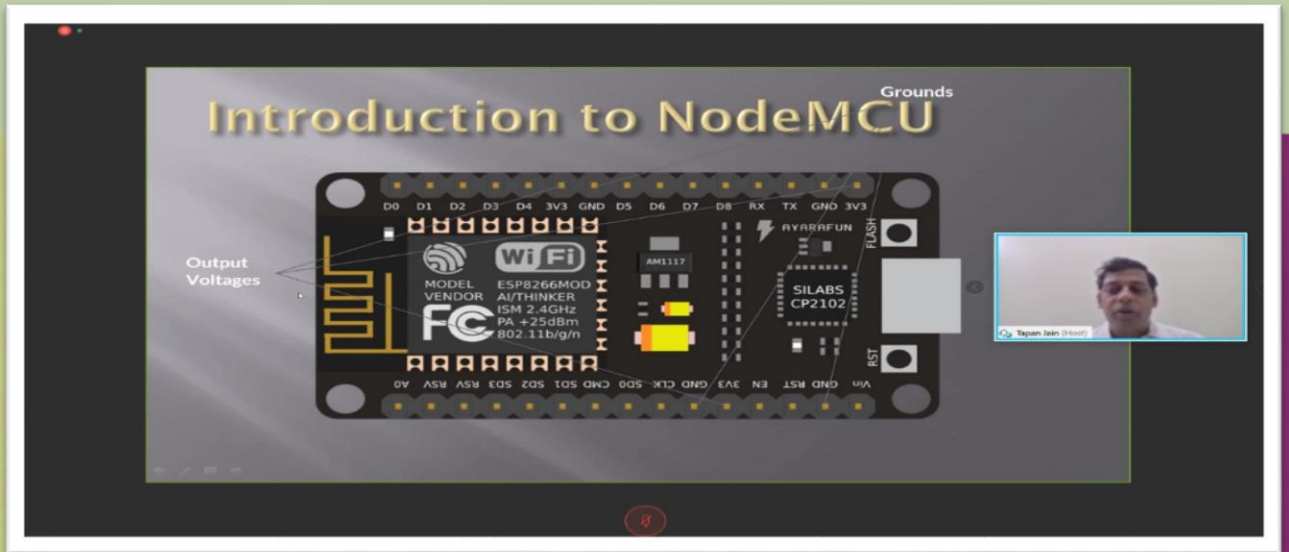 Grounds
Introduction to NodeMCU
D0 D1 D2 D3 D4 3V3 GND D5 D6 D7 D8 RX TX GND 3V3
AYARAFUN
FLASH
Output
Voltages
WiFi
AM1117
MODEL
VENDOR
ESP8266MOD
AI/THINKER
ISM 2.4GHz
PA +25dBm
802.11b/g/n
FC
SILABS
CP2102
Tapan Jain (Host)
RST
A0 RSV RSV SD3 SD2 SD1 CMD SD0 CLK GND 3V3 EN RST GND Vin